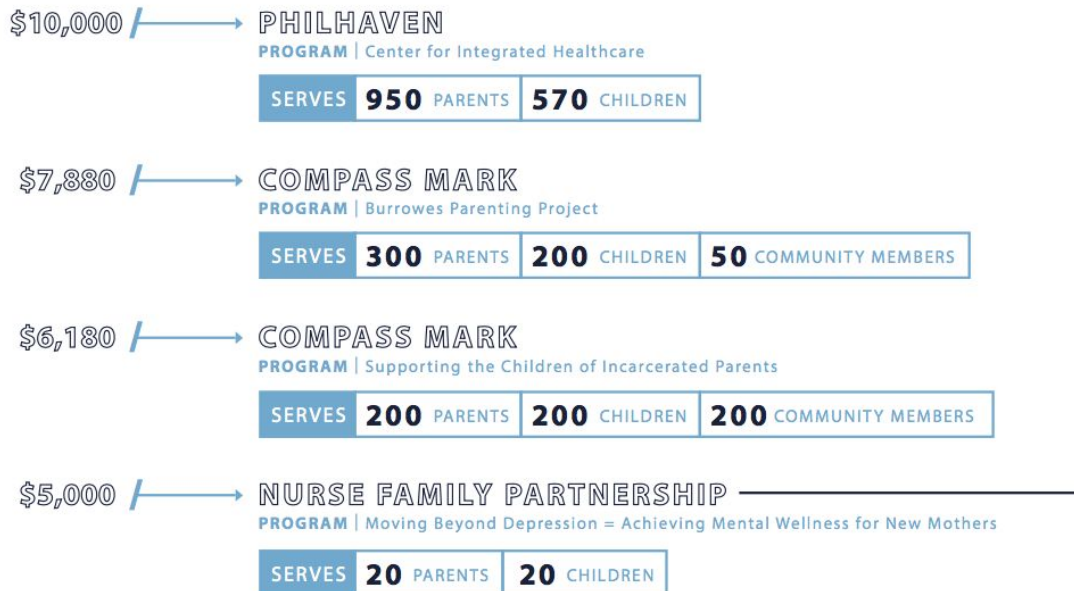 $10,000 PHILHAVEN
PROGRAM | Center for Integrated Healthcare
SERVES 950 PARENTS 570 CHILDREN
$7,880 COMPASS MARK
PROGRAM | Burrowes Parenting Project
SERVES 300 PARENTS 200 CHILDREN 50 COMMUNITY MEMBERS
$6,180 COMPASS MARK
PROGRAM | Supporting the Children of Incarcerated Parents
SERVES 200 PARENTS 200 CHILDREN 200 COMMUNITY MEMBERS
$5,000 NURSE FAMILY PARTNERSHIP
PROGRAM | Moving Beyond Depression = Achieving Mental Wellness for New Mothers
SERVES 20 PARENTS 20 CHILDREN